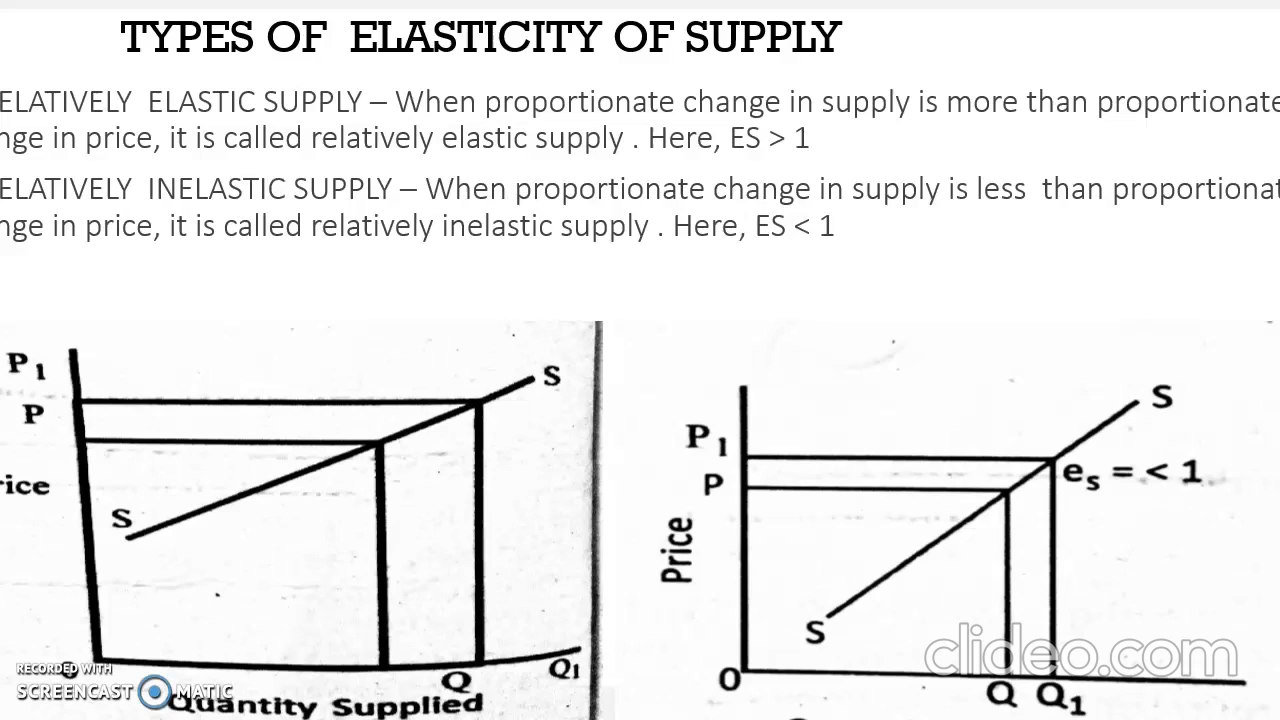 TYPES OF ELASTICITY OF SUPPLY
ELATIVELY ELASTIC SUPPLY – When proportionate change in supply is more than proportionate
nge in price, it is called relatively elastic supply . Here, ES > 1
ELATIVELY INELASTIC SUPPLY – When proportionate change in supply is less than proportionat
nge in price, it is called relatively inelastic supply . Here, ES < 1
P1
P
rice
S
S
Q
Q1
Quantity Supplied
P1
P
Price
S
S
es = < 1
O
Q
Q1
RECORDED WITH
SCREENCAST MATIC
clideo.com